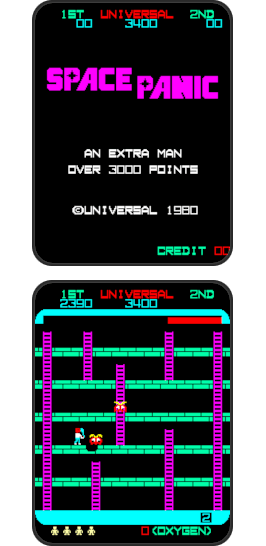 1ST UNIVERSAL 2ND
00 3400 00
SPACE PANIC
AN EXTRA MAN
OVER 3000 POINTS
©UNIVERSAL 1980
CREDIT 00
1ST UNIVERSAL 2ND
2390 3400
2
0(OXYGEN)